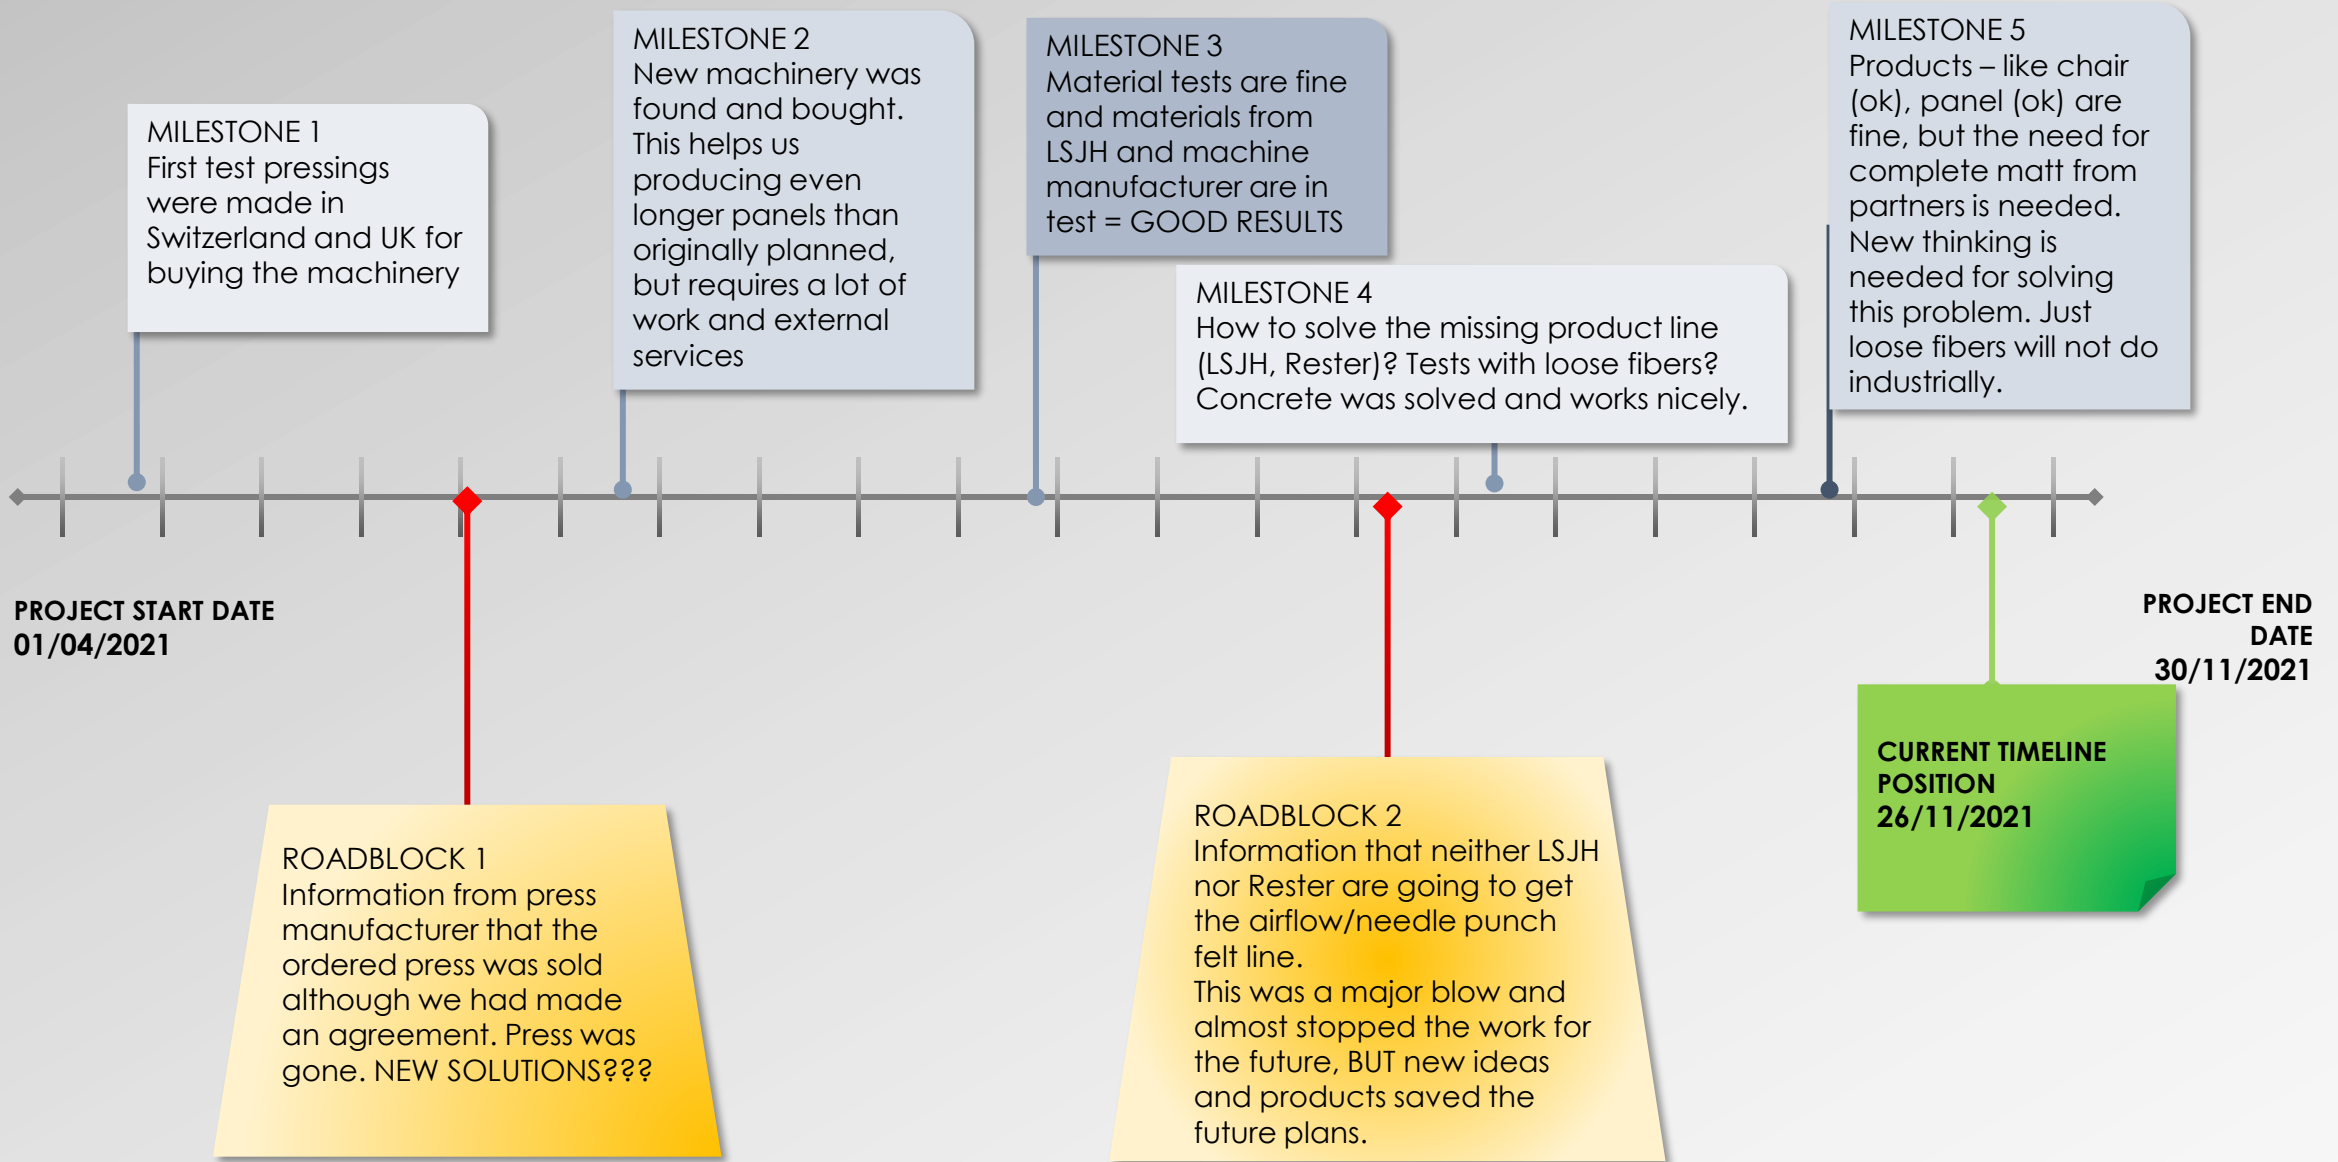 MILESTONE 1
First test pressings
were made in
Switzerland and UK for
buying the machinery
MILESTONE 2
New machinery was
found and bought.
This helps us
producing even
longer panels than
originally planned,
but requires a lot of
work and external
services
MILESTONE 3
Material tests are fine
and materials from
LSJH and machine
manufacturer are in
test = GOOD RESULTS
MILESTONE 4
How to solve the missing product line
(LSJH, Rester)? Tests with loose fibers?
Concrete was solved and works nicely.
MILESTONE 5
Products – like chair
(ok), panel (ok) are
fine, but the need for
complete matt from
partners is needed.
New thinking is
needed for solving
this problem. Just
loose fibers will not do
industrially.
PROJECT START DATE
01/04/2021
PROJECT END
DATE
30/11/2021
ROADBLOCK 1
Information from press
manufacturer that the
ordered press was sold
although we had made
an agreement. Press was
gone. NEW SOLUTIONS???
ROADBLOCK 2
Information that neither LSJH
nor Rester are going to get
the airflow/needle punch
felt line.
This was a major blow and
almost stopped the work for
the future, BUT new ideas
and products saved the
future plans.
CURRENT TIMELINE
POSITION
26/11/2021